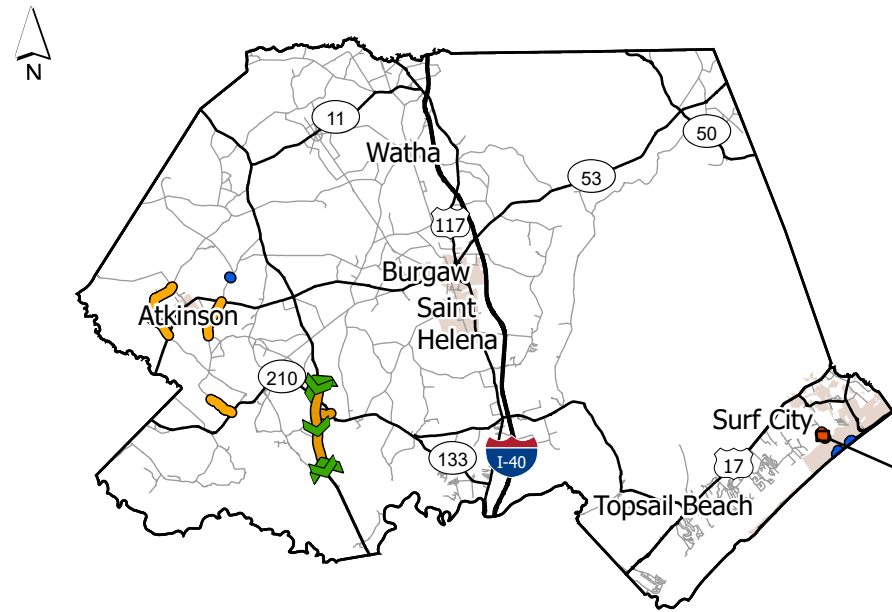 N
11
50
Watha
53
117
Burgaw
Saint
Helena
Atkinson
210
Surf City
133
I-40
17
Topsail Beach